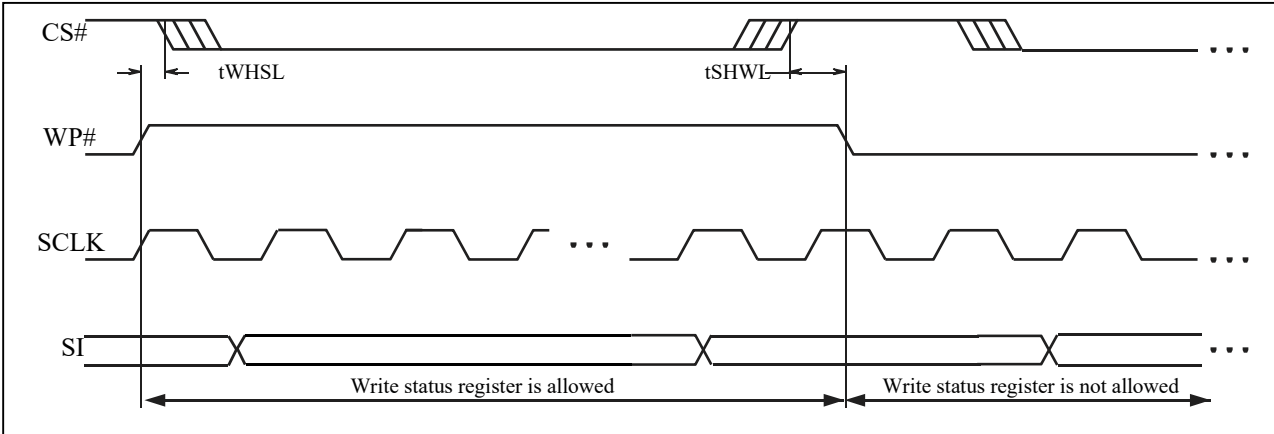 CS#
tWHSL
tSHWL
WP#
SCLK
SI
Write status register is allowed
Write status register is not allowed